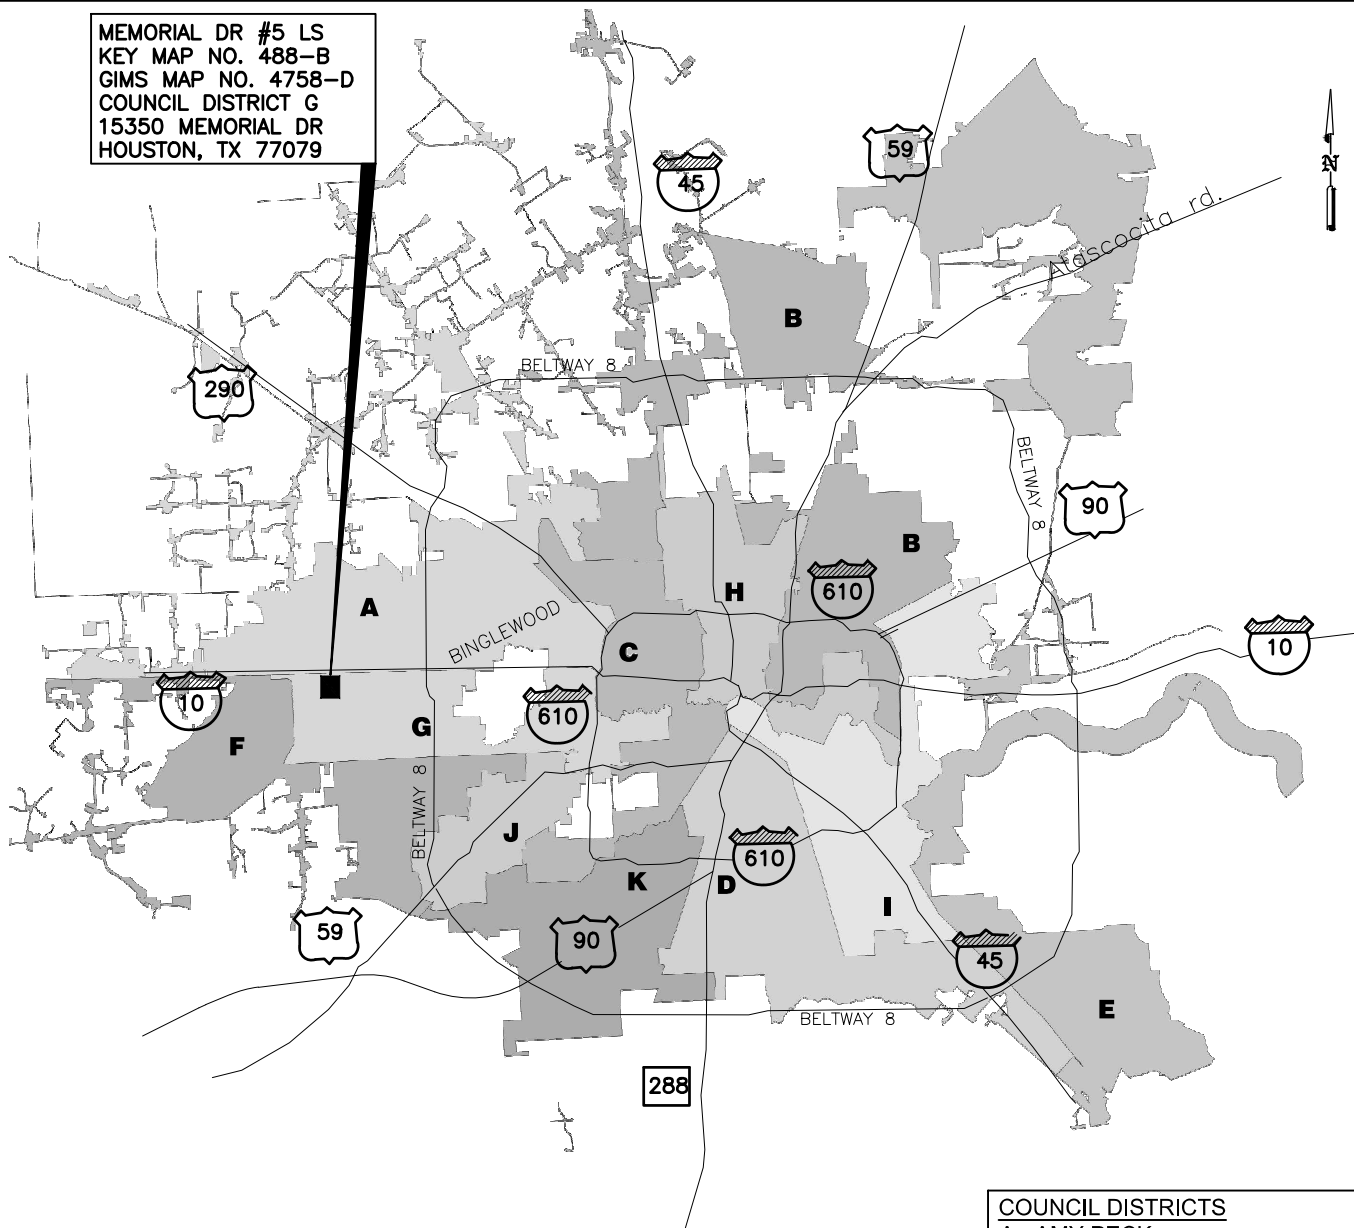 MEMORIAL DR #5 LS
KEY MAP NO. 488-B
GIMS MAP NO. 4758-D
COUNCIL DISTRICT G
15350 MEMORIAL DR
HOUSTON, TX 77079
45
59
N
Atascocita rd.
B
BELTWAY 8
290
BELTWAY 8
90
B
H
610
A
BINGLEWOOD
C
10
10
610
G
F
BELTWAY 8
J
610
K
D
I
59
90
45
E
BELTWAY 8
288
COUNCIL DISTRICTS